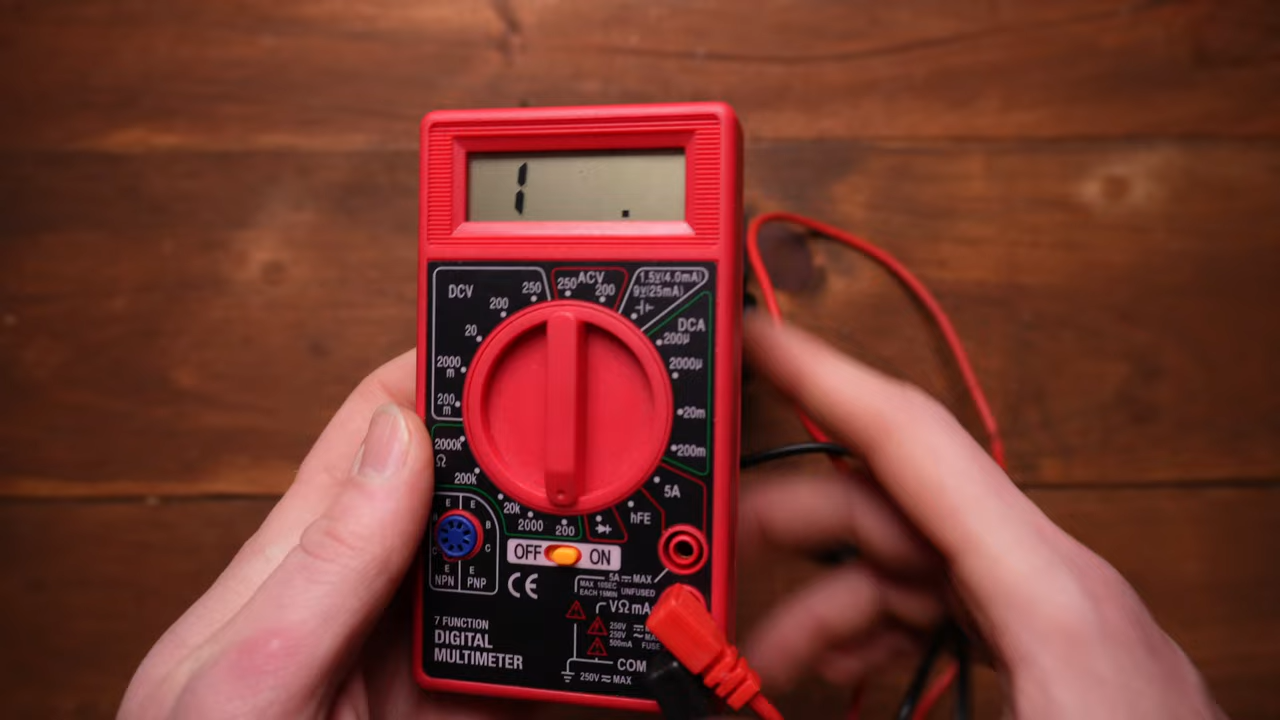 1 .
DCV
200
250
ACV
250
200
1.5V(4.0mA)
9V(25mA)
20
2000
m
200
m
DCA
200µ
2000µ
20m
200m
2000k
Ω
200k
20k
2000
200
hFE
5A
OFF
ON
E
E
B
C
C
E
E
NPN
PNP
CE
5A MAX
MAX 10SEC
EACH 15MIN
UNFUSED
VΩmA
250V
250V
500mA
FUSE
COM
250V MAX
7 FUNCTION
DIGITAL
MULTIMETER